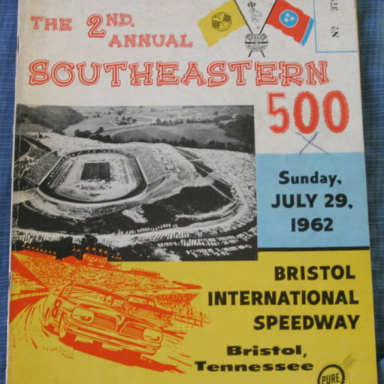 THE 2ND. ANNUAL
SOUTHEASTERN
500
Sunday,
JULY 29,
1962
BRISTOL
INTERNATIONAL
SPEEDWAY
Bristol,
Tennessee
PURE